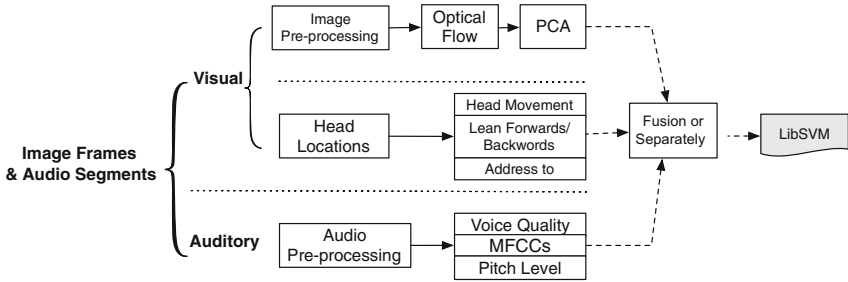 Image
Pre-processing
Optical
Flow
PCA
Visual
Head
Locations
Head Movement
Lean Forwards/
Backwords
Address to
Fusion or
Separately
LibSVM
Image Frames
& Audio Segments
Auditory
Audio
Pre-processing
Voice Quality
MFCCs
Pitch Level